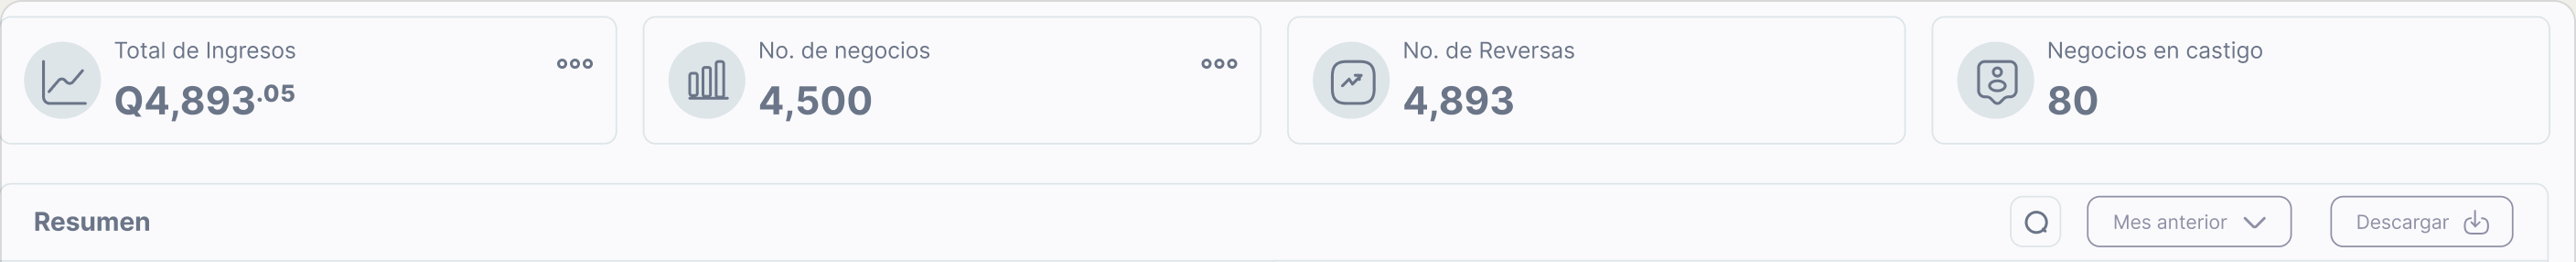 Total de Ingresos
Q4,893.05
No. de negocios
4,500
No. de Reversas
4,893
Negocios en castigo
80
Resumen
Mes anterior
Descargar